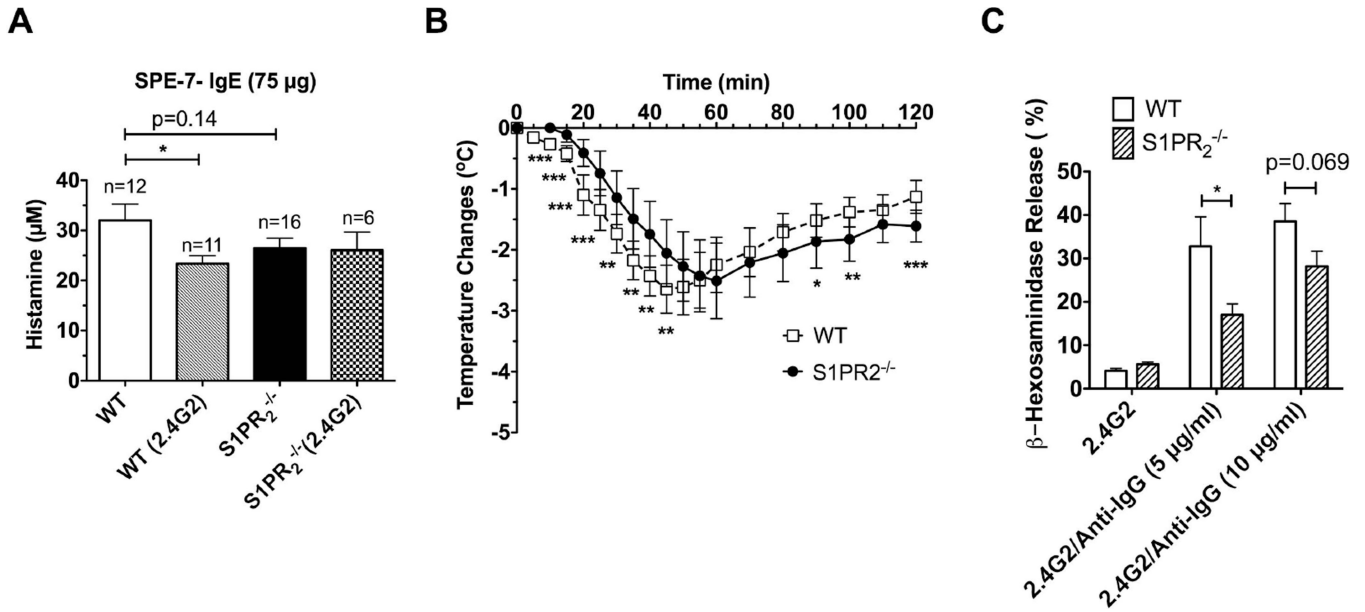 A
SPE-7- IgE (75 µg)
p=0.14
*
Histamine (µM)
40
30
20
10
0
n=12
n=11
n=16
n=6
WT
WT (2.4G2)
S1PR2-/-
S1PR2-/-(2.4G2)
B
Time (min)
0 20 40 60 80 100 120
Temperature Changes (ºC)
0
-1
-2
-3
-4
-5
***
***
***
***
**
**
**
**
*
**
***
WT
S1PR2-/-
C
WT
S1PR2-/-
β-Hexosaminidase Release ( %)
50
40
30
20
10
0
*
p=0.069
2.4G2
2.4G2/Anti-IgG (5 µg/ml)
2.4G2/Anti-IgG (10 µg/ml)